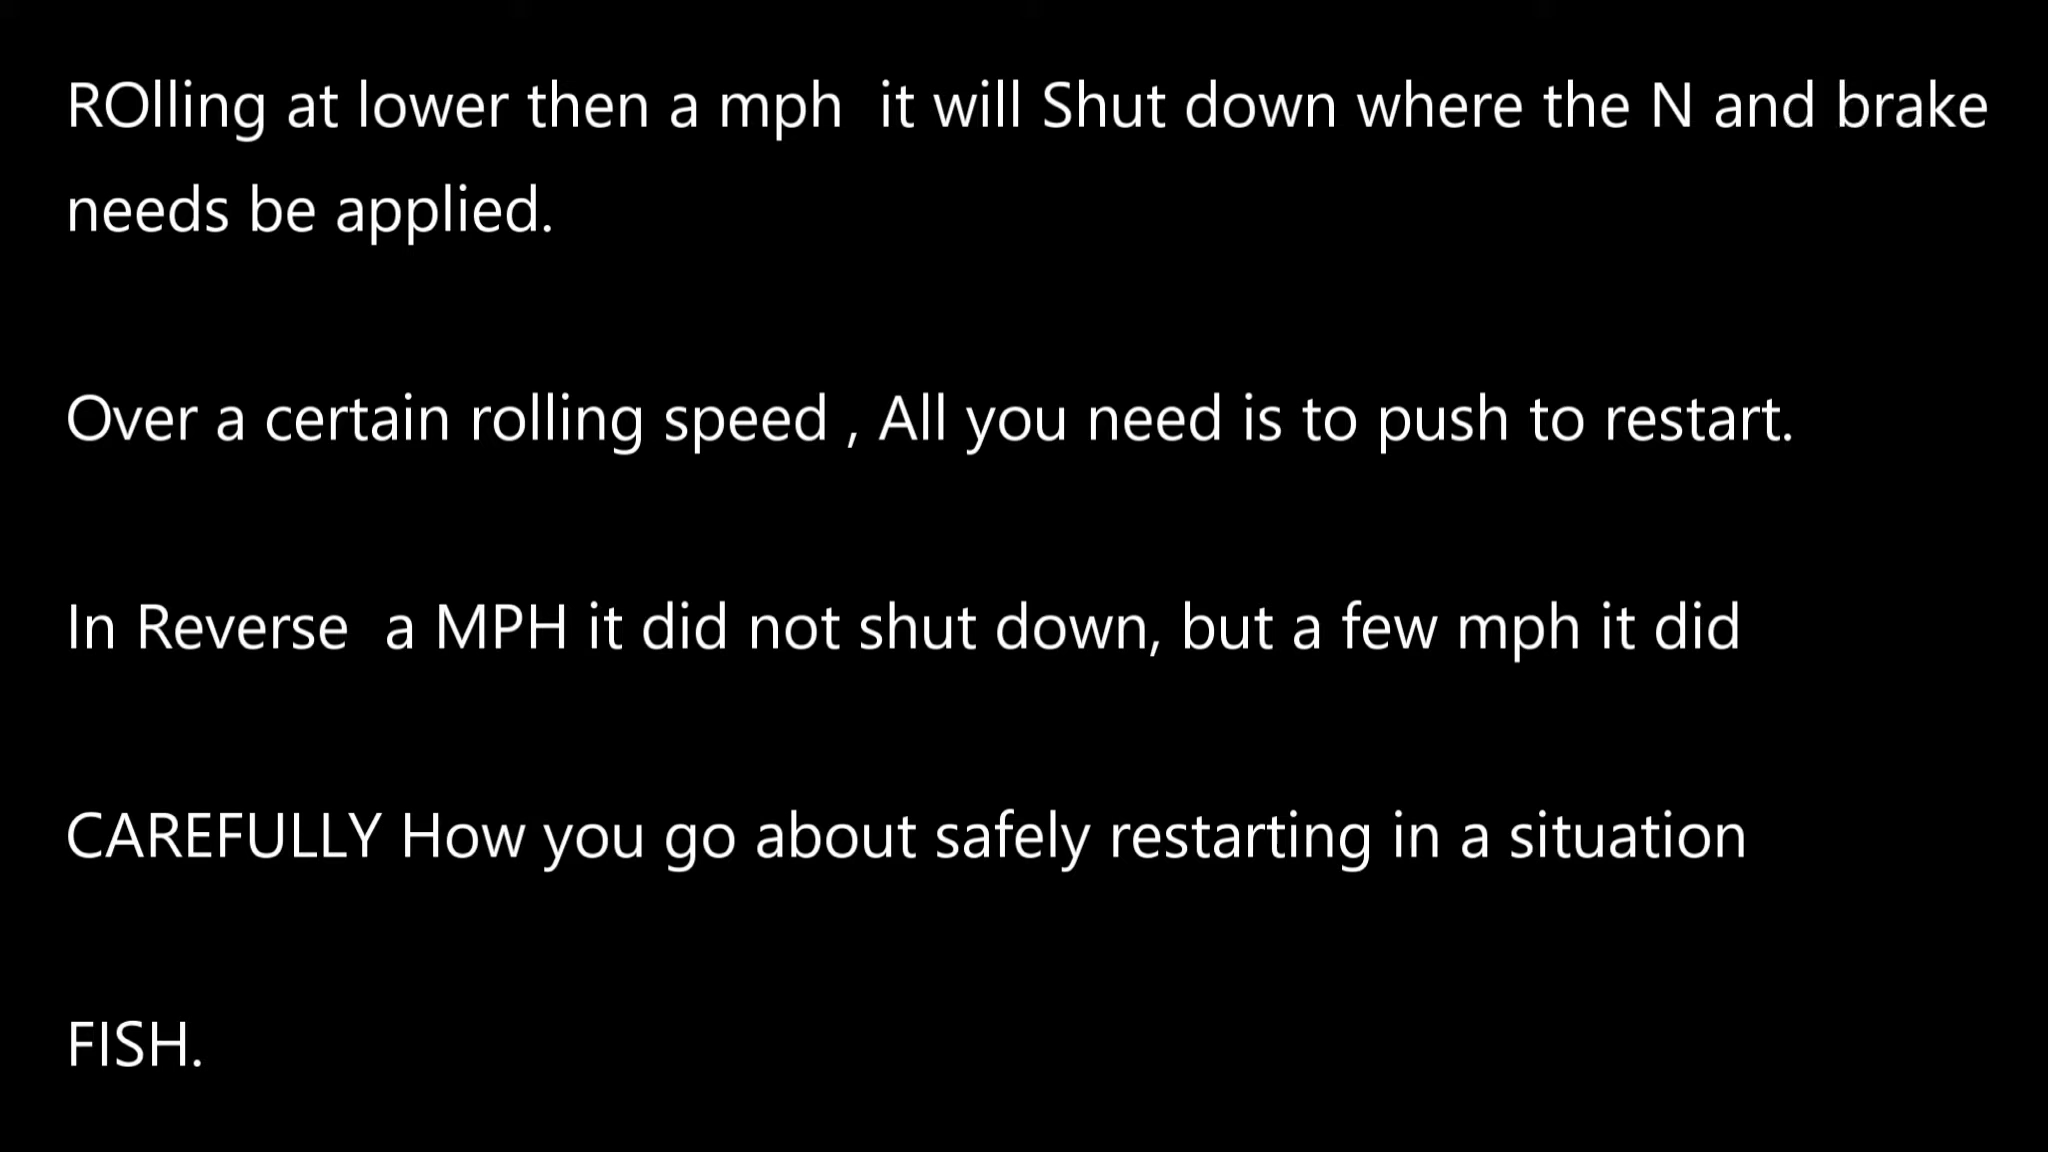 ROlling at lower then a mph  it will Shut down where the N and brake
needs be applied.
Over a certain rolling speed , All you need is to push to restart.
In Reverse  a MPH it did not shut down, but a few mph it did
CAREFULLY How you go about safely restarting in a situation
FISH.